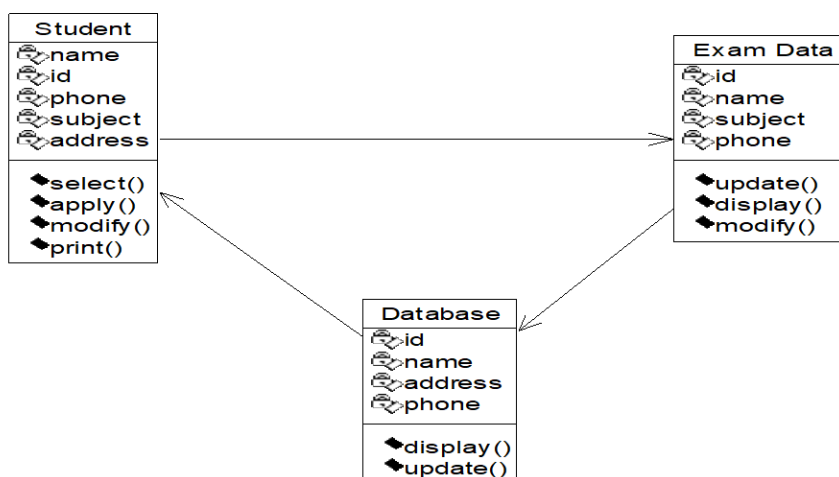 Student
name
id
phone
subject
address
select()
apply()
modify()
print()
Exam Data
id
name
subject
phone
update()
display()
modify()
Database
id
name
address
phone
display()
update()